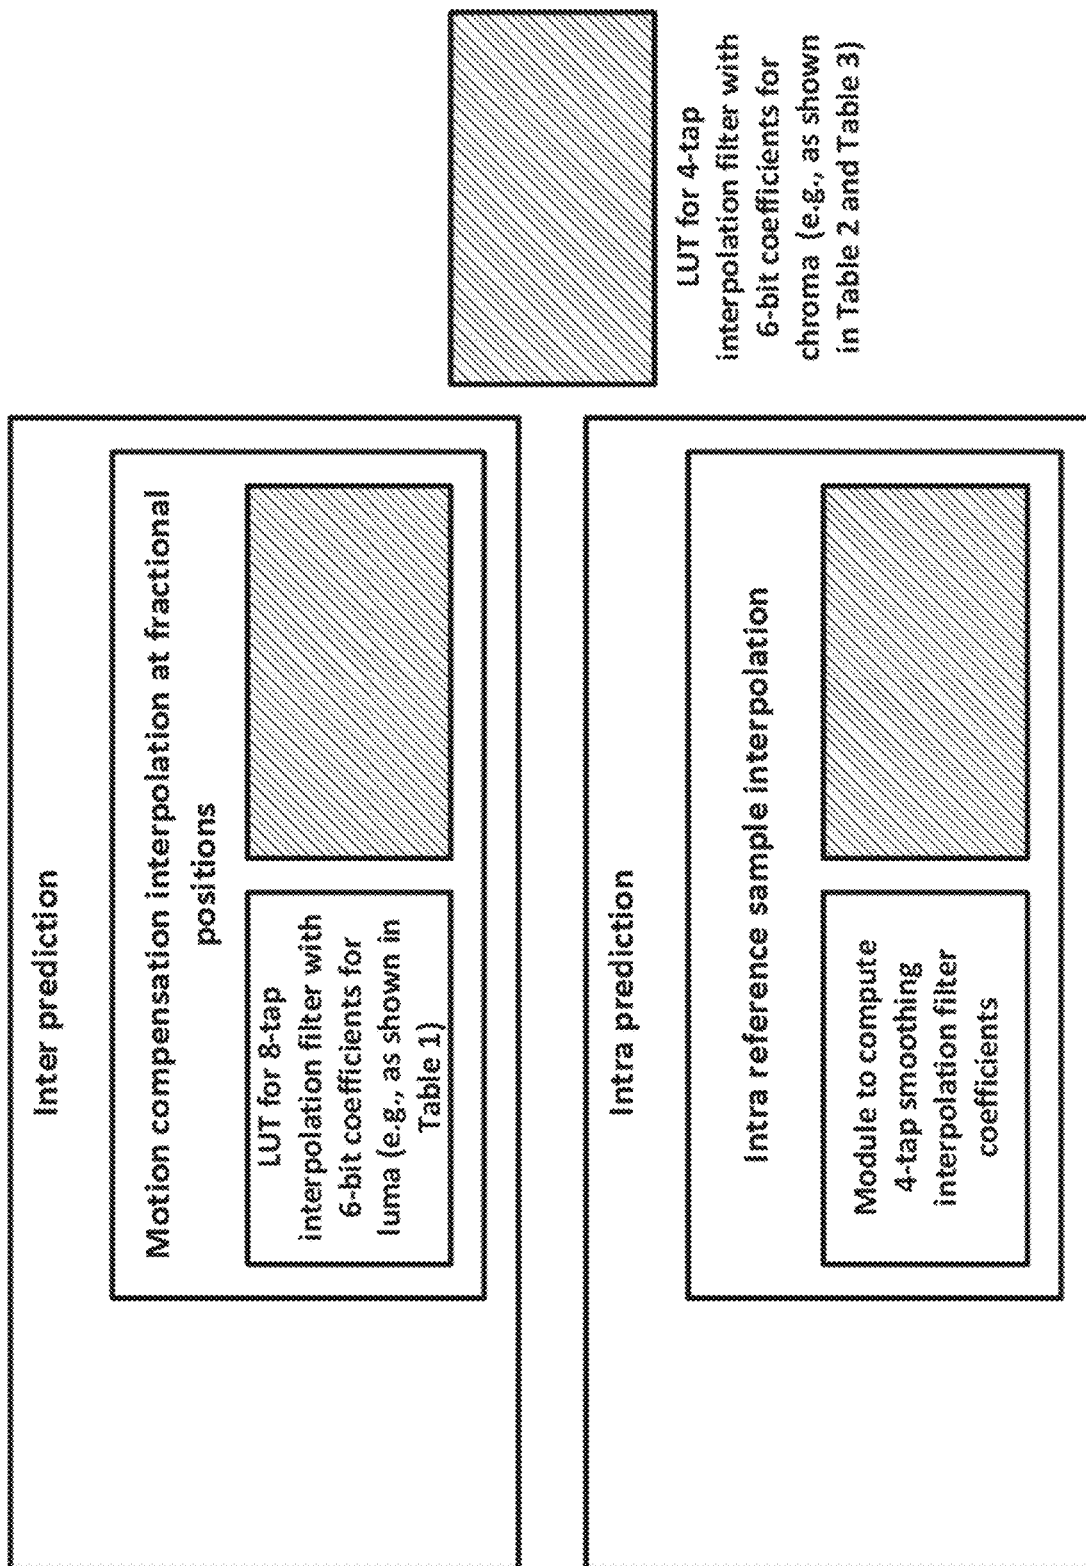 Inter prediction
Motion compensation interpolation at fractional
positions
LUT for 8-tap
interpolation filter with
6-bit coefficients for
luma (e.g., as shown in
Table 1)
Intra prediction
Intra reference sample interpolation
Module to compute
4-tap smoothing
interpolation filter
coefficients
LUT for 4-tap
interpolation filter with
6-bit coefficients for
chroma (e.g., as shown
in Table 2 and Table 3)